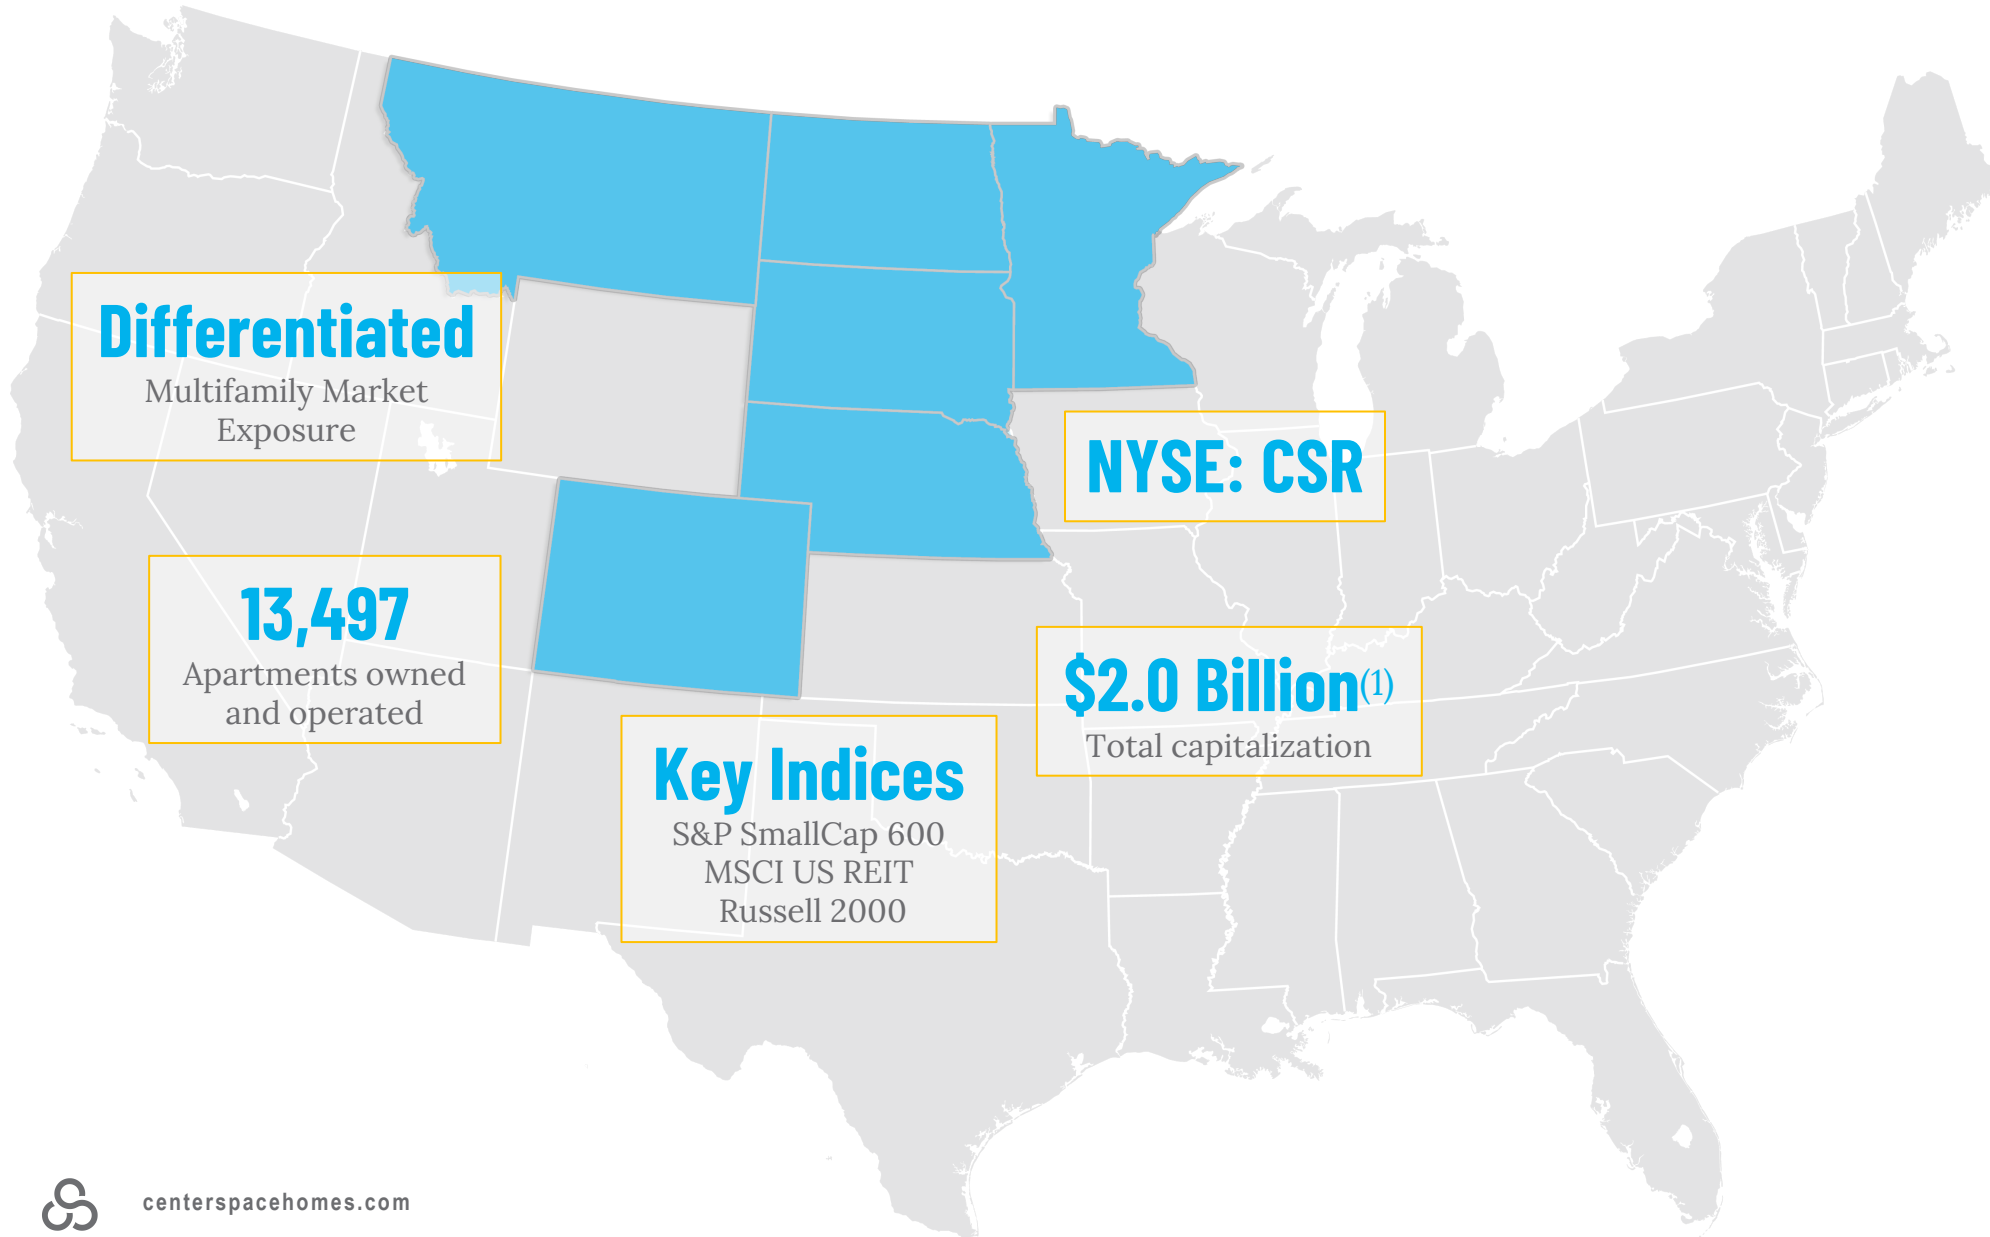 Differentiated
Multifamily Market
Exposure
NYSE: CSR
13,497
Apartments owned
and operated
$2.0 Billion(1)
Total capitalization
Key Indices
S&P SmallCap 600
MSCI US REIT
Russell 2000
centerspacehomes.com